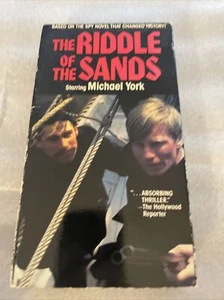 BASED ON THE SPY NOVEL THAT CHANGED HISTORY!
THE RIDDLE
OF THE
SANDS
Starring Michael York
"...ABSORBING
THRILLER."
—The Hollywood
Reporter